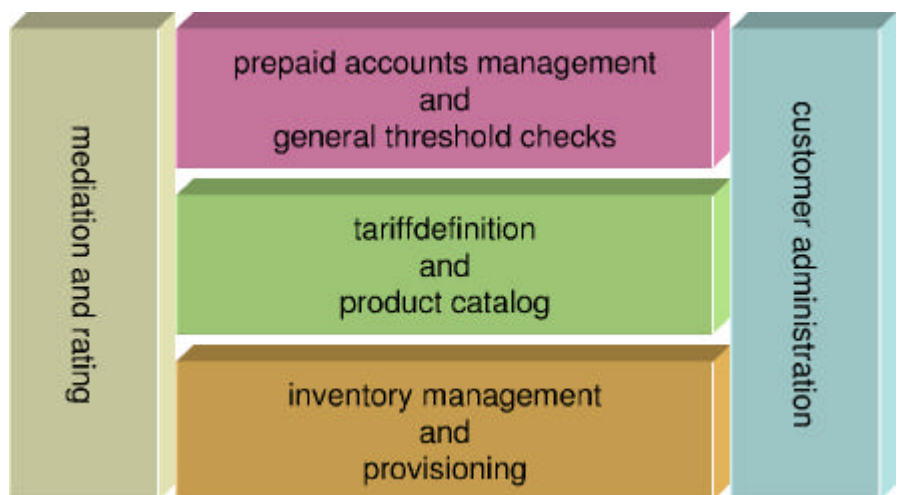 mediation and rating
prepaid accounts management
and
general threshold checks
tariffdefinition
and
product catalog
inventory management
and
provisioning
customer administration